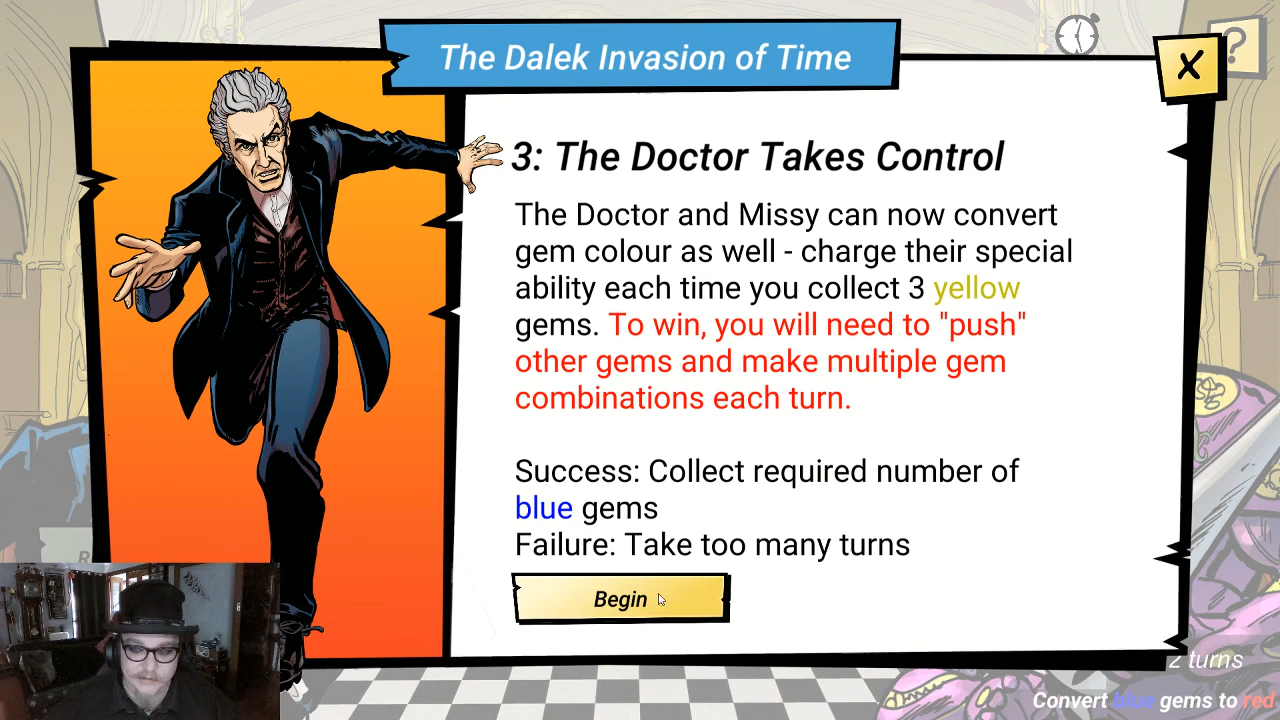 The Dalek Invasion of Time
?
X
3: The Doctor Takes Control
The Doctor and Missy can now convert
gem colour as well - charge their special
ability each time you collect 3 yellow
gems. To win, you will need to "push"
other gems and make multiple gem
combinations each turn.
Success: Collect required number of
blue gems
Failure: Take too many turns
Begin
2 turns
Convert blue gems to red